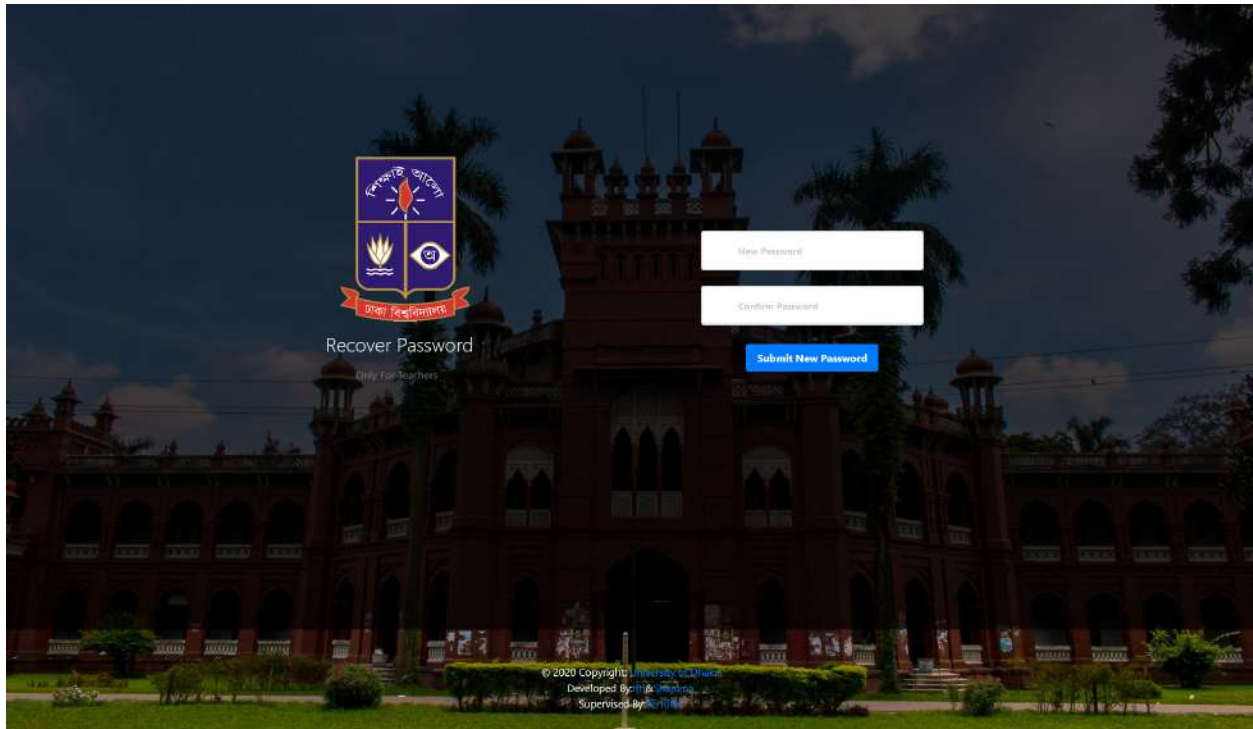 শিক্ষাই আলো
অ
ঢাকা বিশ্ববিদ্যালয়
Recover Password
Only For Teachers
New Password
Confirm Password
Submit New Password
© 2020 Copyright: University of Dhaka
Developed By: &
Supervised By: